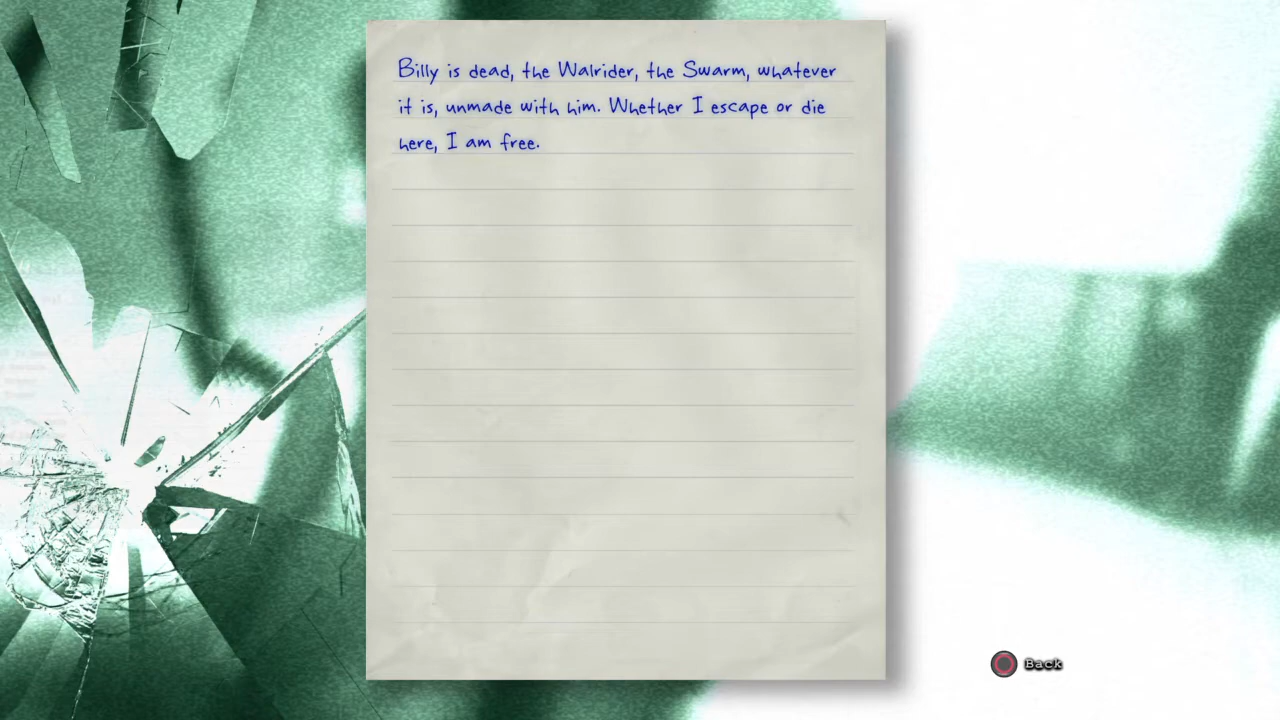 Billy is dead, the Walrider, the Swarm, whatever
it is, unmade with him. Whether I escape or die
here, I am free.
Back